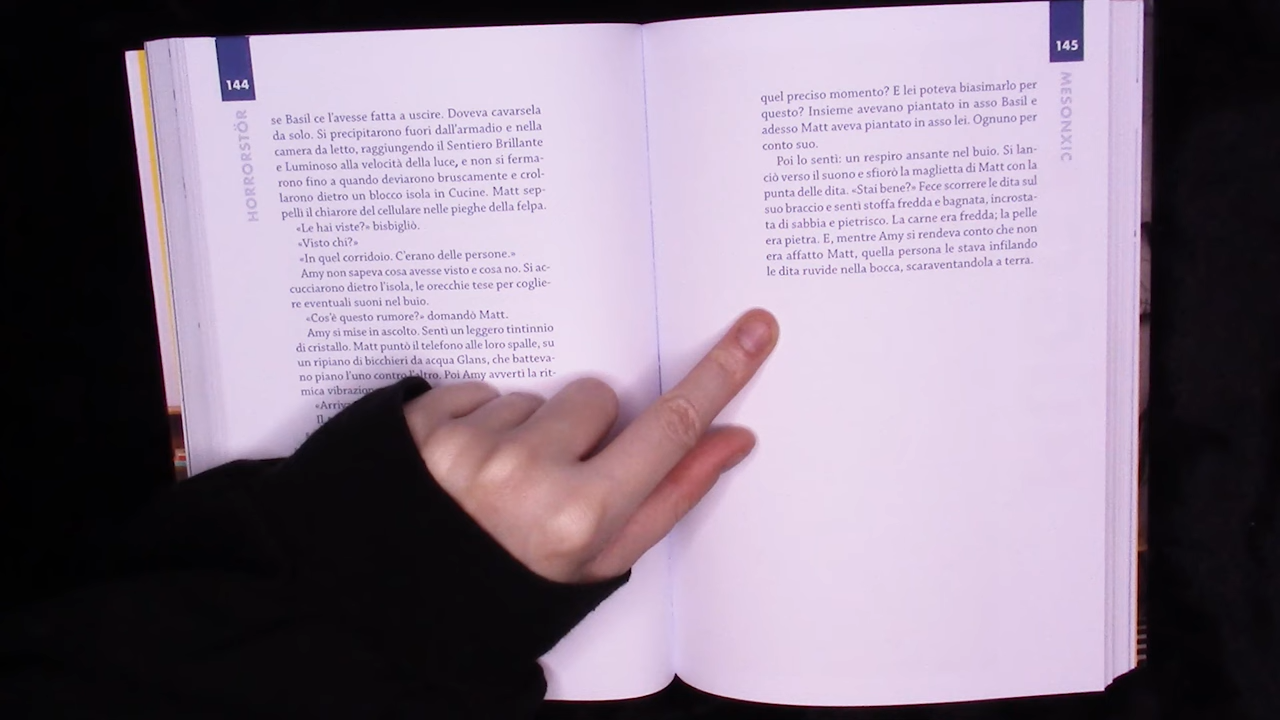 144
HORRORSTÖR
se Basil ce l'avesse fatta a uscire. Doveva cavarsela
da solo. Si precipitarono fuori dall'armadio e nella
camera da letto, raggiungendo il Sentiero Brillante
e Luminoso alla velocità della luce, e non si ferma-
rono fino a quando deviarono bruscamente e crol-
larono dietro un blocco isola in Cucine. Matt sep-
pellì il chiarore del cellulare nelle pieghe della felpa.
«Le hai viste?» bisbigliò.
«Visto chi?»
«In quel corridoio. C'erano delle persone.»
Amy non sapeva cosa avesse visto e cosa no. Si ac-
cucciarono dietro l'isola, le orecchie tese per coglie-
re eventuali suoni nel buio.
«Cos'è questo rumore?» domandò Matt.
Amy si mise in ascolto. Sentì un leggero tintinnio
di cristallo. Matt puntò il telefono alle loro spalle, su
un ripiano di bicchieri da acqua Glans, che batteva-
no piano l'uno contro l'altro. Poi Amy avvertì la rit-
mica
145
MESONXIC
quel preciso momento? E lei poteva biasimarlo per
questo? Insieme avevano piantato in asso Basil e
adesso Matt aveva piantato in asso lei. Ognuno per
conto suo.
Poi lo sentì: un respiro ansante nel buio. Si lan-
ciò verso il suono e sfiorò la maglietta di Matt con la
punta delle dita. «Stai bene?» Fece scorrere le dita sul
suo braccio e sentì stoffa fredda e bagnata, incrosta-
ta di sabbia e pietrisco. La carne era fredda; la pelle
era pietra. E, mentre Amy si rendeva conto che non
era affatto Matt, quella persona le stava infilando
le dita ruvide nella bocca, scaraventandola a terra.